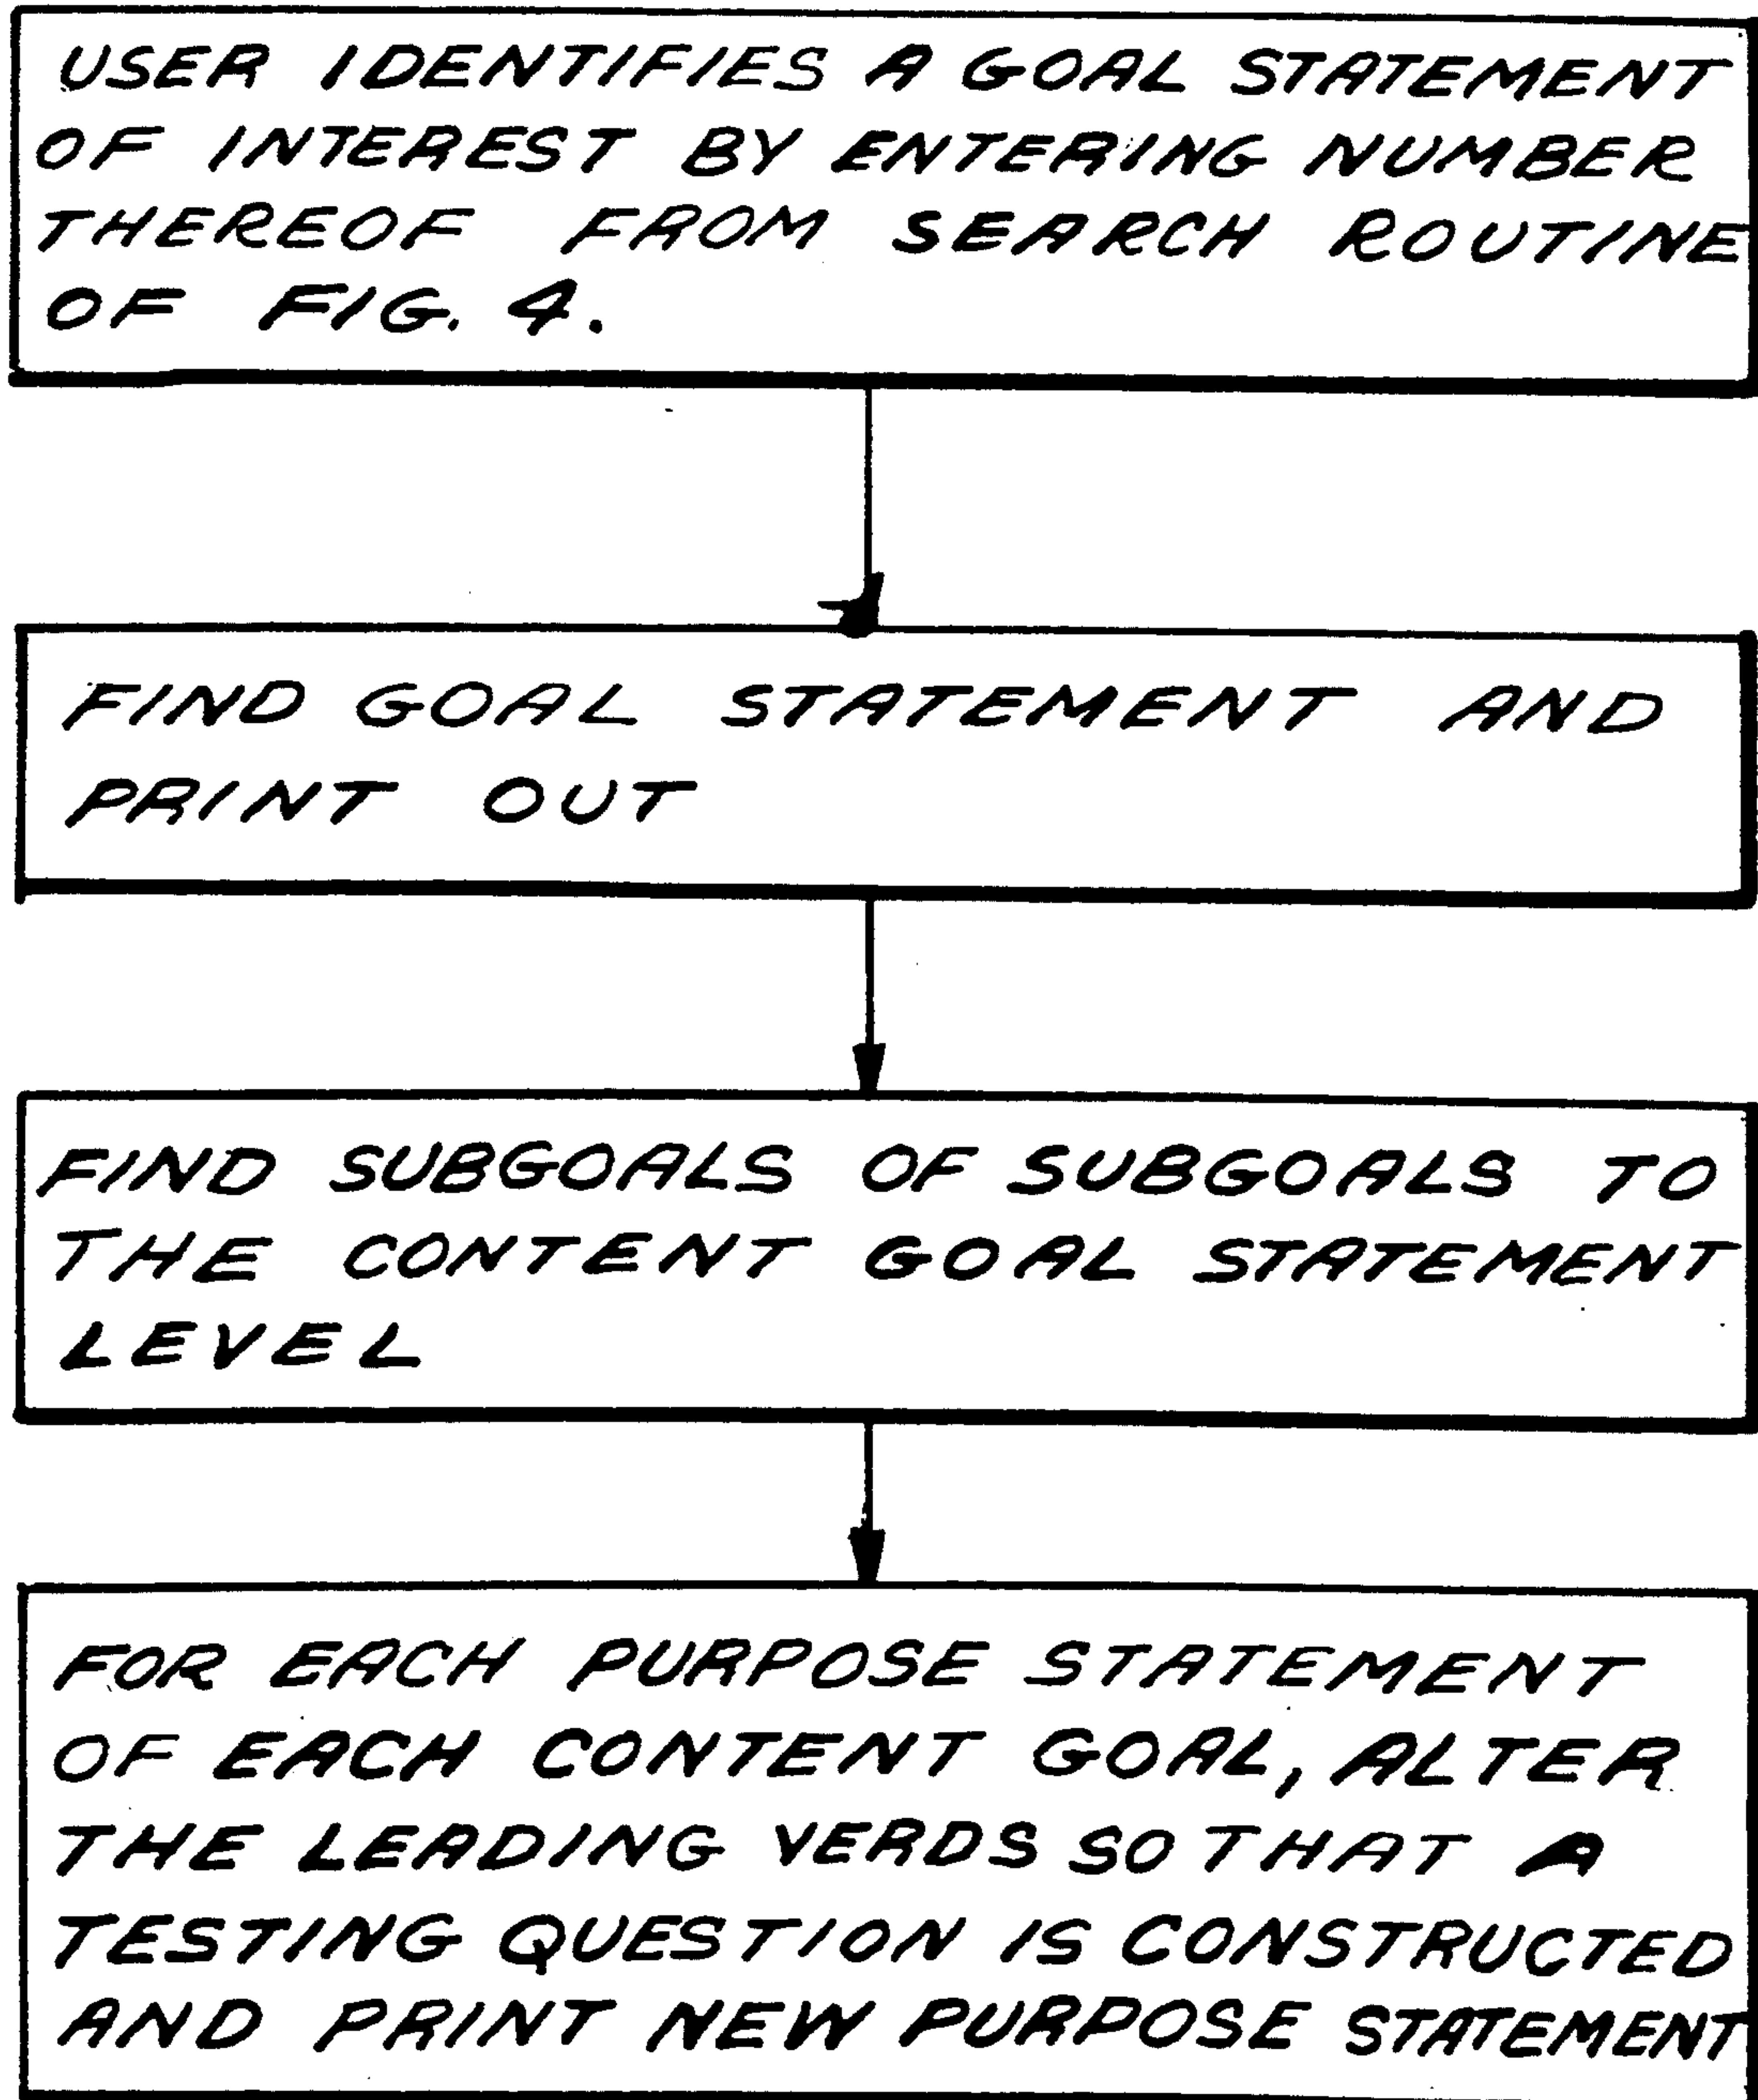 USER IDENTIFIES A GOAL STATEMENT
OF INTEREST BY ENTERING NUMBER
THEREOF FROM SEARCH ROUTINE
OF FIG. 4.
FIND GOAL STATEMENT AND
PRINT OUT
FIND SUBGOALS OF SUBGOALS TO
THE CONTENT GOAL STATEMENT
LEVEL
FOR EACH PURPOSE STATEMENT
OF EACH CONTENT GOAL, ALTER
THE LEADING VERDS SO THAT A
TESTING QUESTION IS CONSTRUCTED
AND PRINT NEW PURPOSE STATEMENT